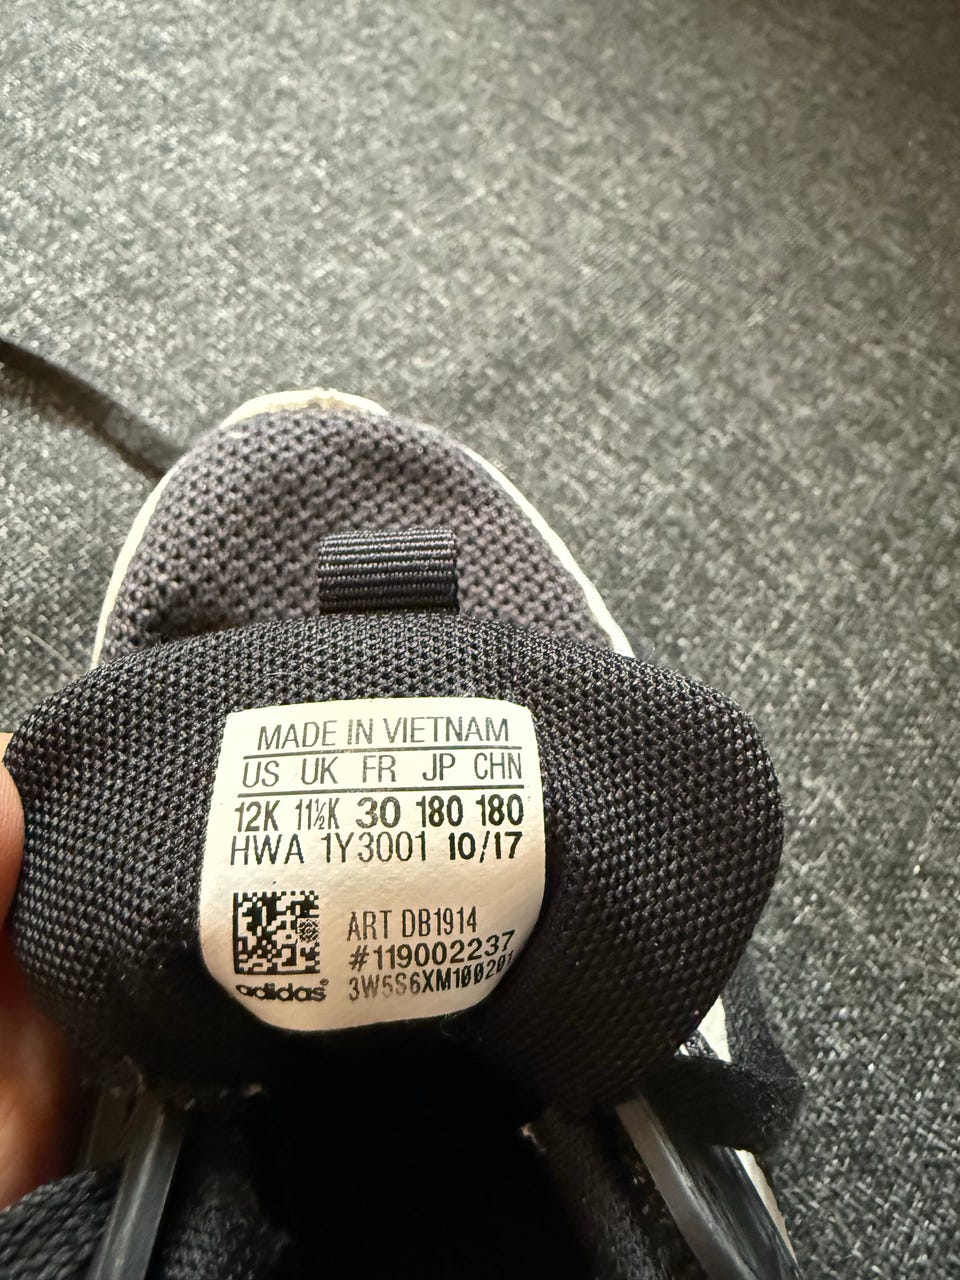 MADE IN VIETNAM
US UK FR JP CHN
12K 11½K 30 180 180
HWA 1Y3001 10/17
ART DB1914
#119002237
3W5S6XM100201
adidas®